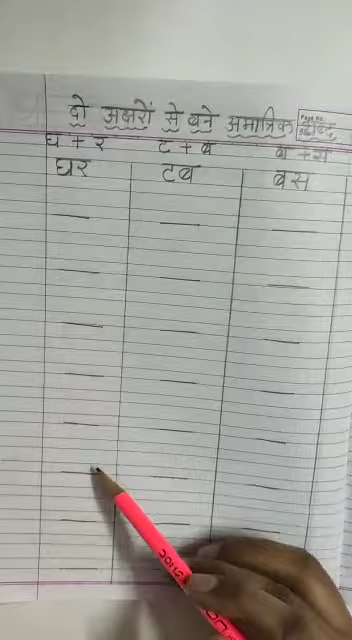 दो अक्षरों से बने अमात्रिक शब्द
घ + र ट + ब ब + स
घर टब बस